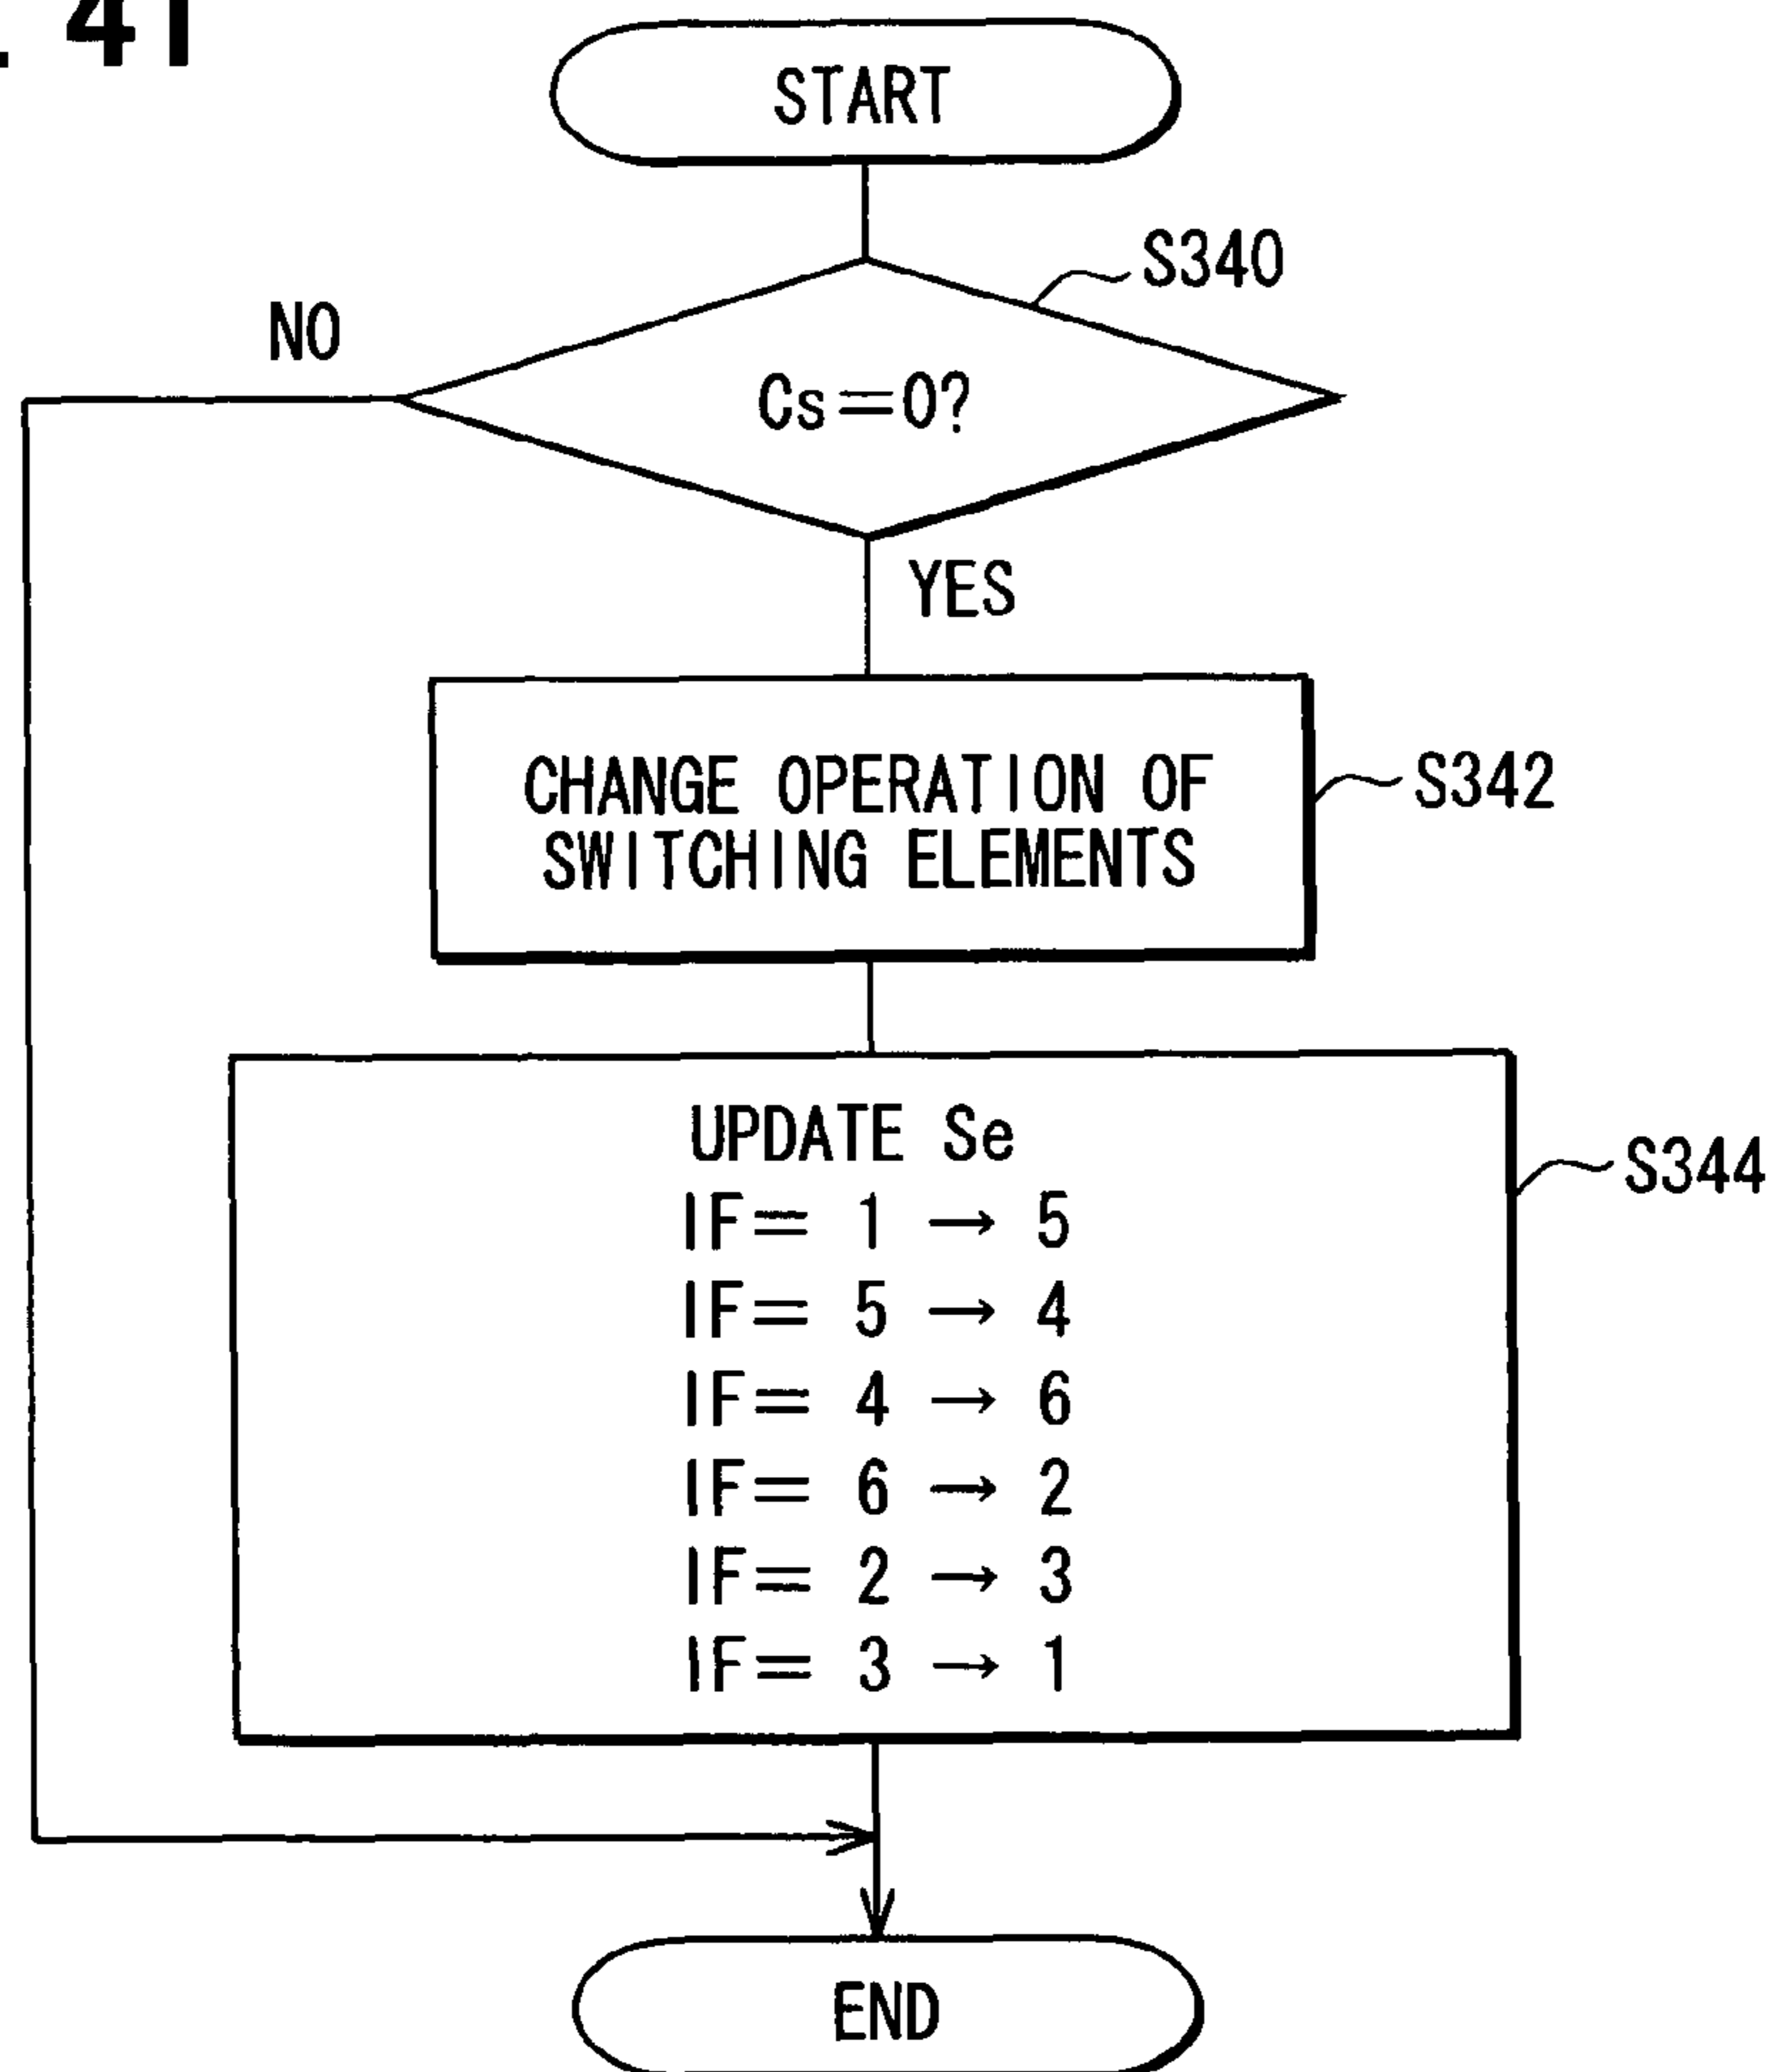 . 41
START
S340
NO
Cs=0?
YES
CHANGE OPERATION OF
SWITCHING ELEMENTS
S342
UPDATE Se
IF= 1 → 5
IF= 5 → 4
IF= 4 → 6
IF= 6 → 2
IF= 2 → 3
IF= 3 → 1
S344
END